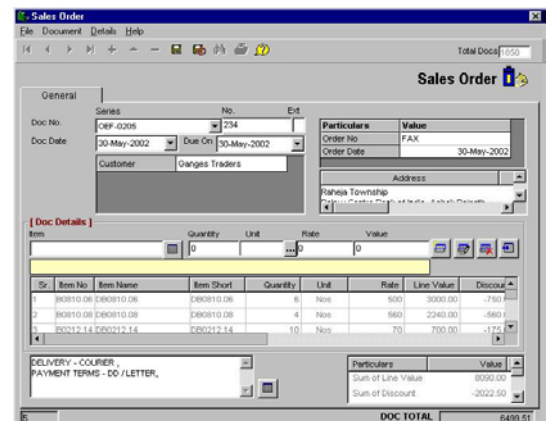 Sales Order
File Document Details Help
Total Docs 1650
Sales Order
General
Series No. Ext
Doc No. OEF-0205 234
Doc Date 30-May-2002 Due On 30-May-2002
Customer Ganges Traders
Particulars Value
Order No FAX
Order Date 30-May-2002
Address
Raheja Township
[ Doc Details ]
Item Quantity Unit Rate Value
0 ... 0 0
Sr. Item No Item Name Item Short Quantity Unit Rate Line Value Discou
1 B0810.06 DB0810.06 DB0810.06 6 Nos 500 3000.00 -750.
2 B0810.08 DB0810.08 DB0810.08 4 Nos 560 2240.00 -560.
3 B0212.14 DB0212.14 DB0212.14 10 Nos 70 700.00 -175.
DELIVERY - COURIER ,
PAYMENT TERMS - DD / LETTER,
Particulars Value
Sum of Line Value 8090.00
Sum of Discount -2022.50
5 DOC TOTAL 6499.51